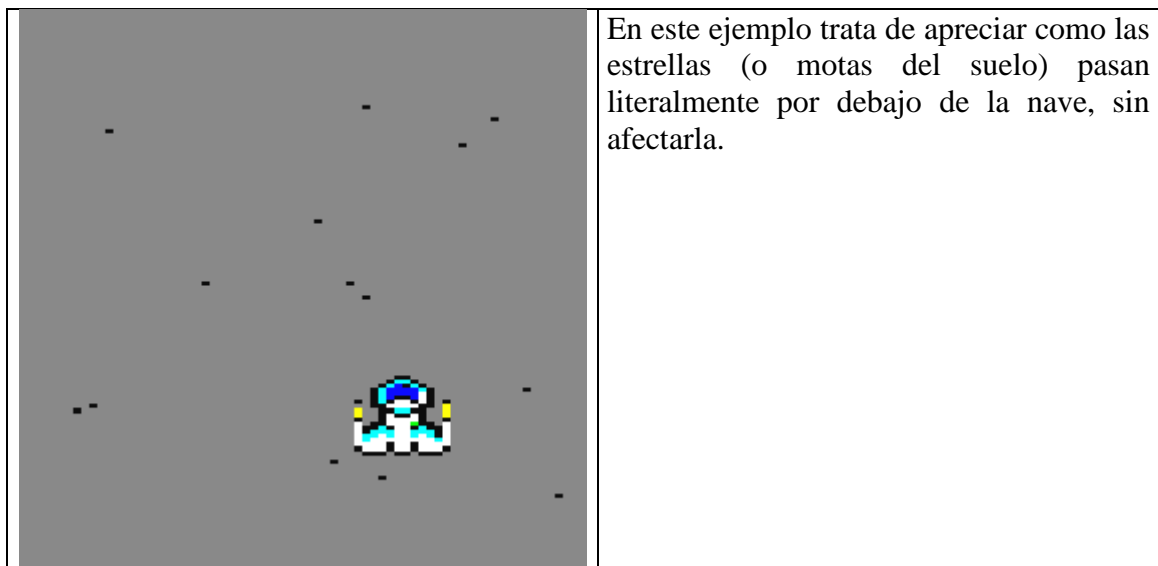 En este ejemplo trata de apreciar como las
estrellas (o motas del suelo) pasan
literalmente por debajo de la nave, sin
afectarla.